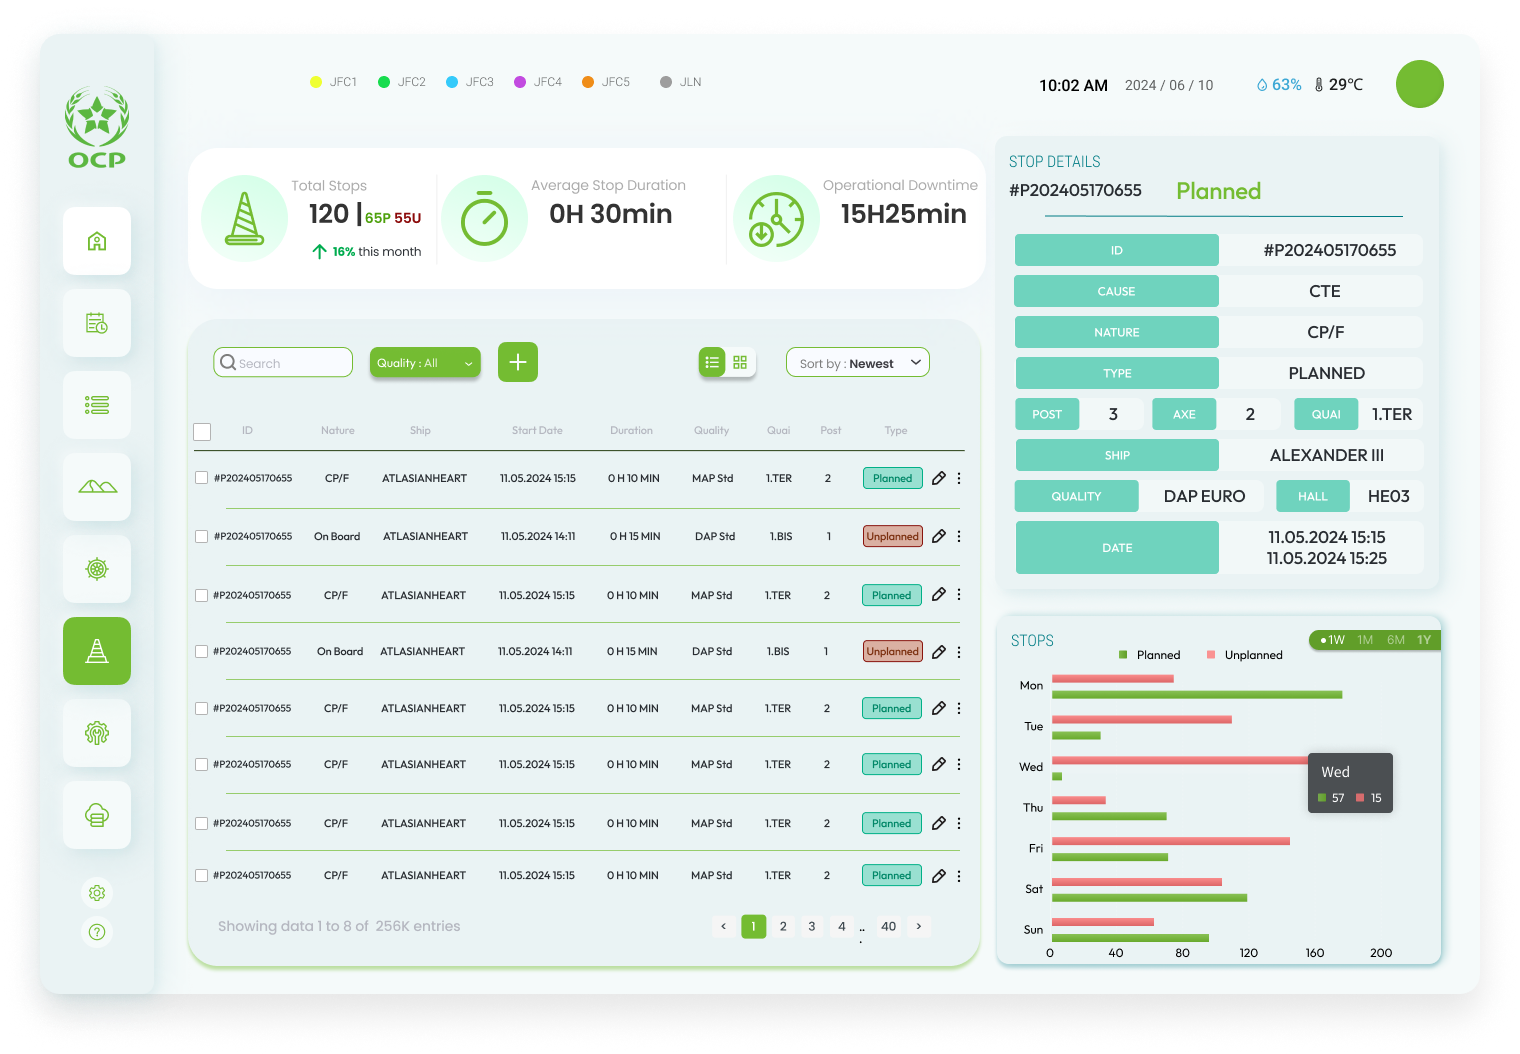 OCP
JFC1 JFC2 JFC3 JFC4 JFC5 JLN
10:02 AM 2024 / 06 / 10 63% 29°C
Total Stops
120 | 65P 55U
16% this month
Average Stop Duration
0H 30min
Operational Downtime
15H25min
Search
Quality : All
+
Sort by : Newest
ID Nature Ship Start Date Duration Quality Quai Post Type
#P202405170655 CP/F ATLASIANHEART 11.05.2024 15:15 0 H 10 MIN MAP Std 1.TER 2 Planned
#P202405170655 On Board ATLASIANHEART 11.05.2024 14:11 0 H 15 MIN DAP Std 1.BIS 1 Unplanned
#P202405170655 CP/F ATLASIANHEART 11.05.2024 15:15 0 H 10 MIN MAP Std 1.TER 2 Planned
#P202405170655 On Board ATLASIANHEART 11.05.2024 14:11 0 H 15 MIN DAP Std 1.BIS 1 Unplanned
#P202405170655 CP/F ATLASIANHEART 11.05.2024 15:15 0 H 10 MIN MAP Std 1.TER 2 Planned
#P202405170655 CP/F ATLASIANHEART 11.05.2024 15:15 0 H 10 MIN MAP Std 1.TER 2 Planned
#P202405170655 CP/F ATLASIANHEART 11.05.2024 15:15 0 H 10 MIN MAP Std 1.TER 2 Planned
#P202405170655 CP/F ATLASIANHEART 11.05.2024 15:15 0 H 10 MIN MAP Std 1.TER 2 Planned
Showing data 1 to 8 of 256K entries
< 1 2 3 4 ... 40 >
STOP DETAILS
#P202405170655 Planned
ID #P202405170655
CAUSE CTE
NATURE CP/F
TYPE PLANNED
POST 3 AXE 2 QUAI 1.TER
SHIP ALEXANDER III
QUALITY DAP EURO HALL HE03
DATE 11.05.2024 15:15
11.05.2024 15:25
STOPS
1W 1M 6M 1Y
Planned Unplanned
Mon
Tue
Wed
Thu
Fri
Sat
Sun
0 40 80 120 160 200
Wed
57 15